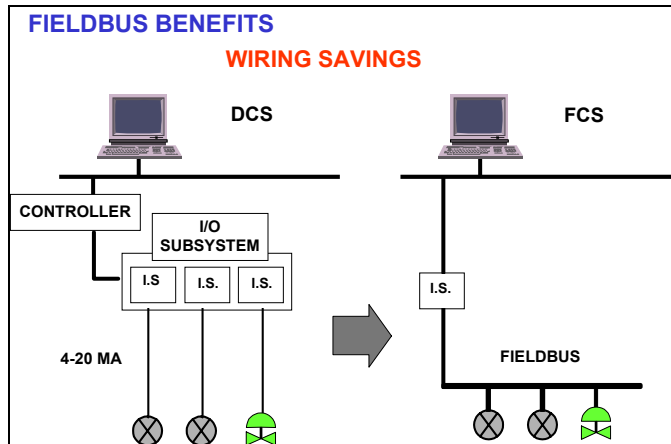 FIELDBUS BENEFITS
WIRING SAVINGS
DCS
FCS
CONTROLLER
I/O
SUBSYSTEM
I.S
I.S.
I.S.
I.S.
4-20 MA
FIELDBUS